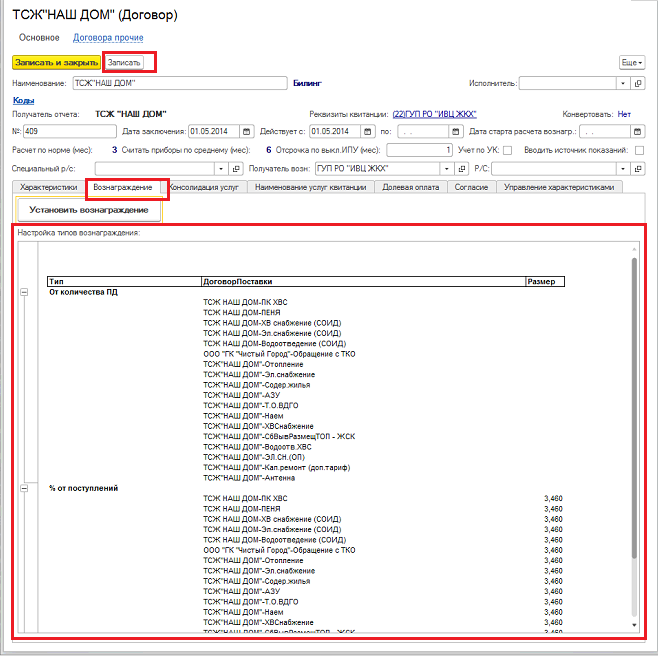 ТСЖ"НАШ ДОМ" (Договор)
Основное Договора прочие
Записать и закрыть Записать Еще
Наименование: ТСЖ"НАШ ДОМ" Билинг Исполнитель:
Коды
Получатель отчета: ТСЖ "НАШ ДОМ" Реквизиты квитанции: (22)ГУП РО "ИВЦ ЖКХ" Конвертовать: Нет
№: 409 Дата заключения: 01.05.2014 Действует с: 01.05.2014 по: . . Дата старта расчета вознагр.: . .
Расчет по норме (мес): 3 Считать приборы по среднему (мес): 6 Отсрочка по выкл.ИПУ (мес): 1 Учет по УК: Вводить источник показаний:
Специальный р/с: Получатель возн: ГУП РО "ИВЦ ЖКХ" Р/С:
Характеристики Вознаграждение Консолидация услуг Наименование услуг квитанции Долевая оплата Согласие Управление характеристиками
Установить вознаграждение
Настройка типов вознаграждения:
Тип ДоговорПоставки Размер
От количества ПД
ТСЖ НАШ ДОМ-ПК ХВС
ТСЖ НАШ ДОМ-ПЕНЯ
ТСЖ НАШ ДОМ-ХВ снабжение (СОИД)
ТСЖ НАШ ДОМ-Эл.снабжение (СОИД)
ТСЖ НАШ ДОМ-Водоотведение (СОИД)
ООО "ГК "Чистый Город"-Обращение с ТКО
ТСЖ"НАШ ДОМ"-Отопление
ТСЖ"НАШ ДОМ"-Эл.снабжение
ТСЖ"НАШ ДОМ"-Содер.жилья
ТСЖ"НАШ ДОМ"-АЗУ
ТСЖ"НАШ ДОМ"-Т.О.ВДГО
ТСЖ"НАШ ДОМ"-Наем
ТСЖ"НАШ ДОМ"-ХВСнабжение
ТСЖ"НАШ ДОМ"-СбВывРазмещТОП - ЖСК
ТСЖ"НАШ ДОМ"-Водоотв.ХВС
ТСЖ"НАШ ДОМ"-ЭЛ.СН.(ОП)
ТСЖ"НАШ ДОМ"-Кап.ремонт (доп.тариф)
ТСЖ"НАШ ДОМ"-Антенна
% от поступлений
ТСЖ НАШ ДОМ-ПК ХВС 3,460
ТСЖ НАШ ДОМ-ПЕНЯ 3,460
ТСЖ НАШ ДОМ-ХВ снабжение (СОИД) 3,460
ТСЖ НАШ ДОМ-Эл.снабжение (СОИД) 3,460
ТСЖ НАШ ДОМ-Водоотведение (СОИД) 3,460
ООО "ГК "Чистый Город"-Обращение с ТКО 3,460
ТСЖ"НАШ ДОМ"-Отопление 3,460
ТСЖ"НАШ ДОМ"-Эл.снабжение 3,460
ТСЖ"НАШ ДОМ"-Содер.жилья 3,460
ТСЖ"НАШ ДОМ"-АЗУ 3,460
ТСЖ"НАШ ДОМ"-Т.О.ВДГО 3,460
ТСЖ"НАШ ДОМ"-Наем 3,460
ТСЖ"НАШ ДОМ"-ХВСнабжение 3,460
ТСЖ"НАШ ДОМ"-СбВывРазмещТОП - ЖСК 3,460